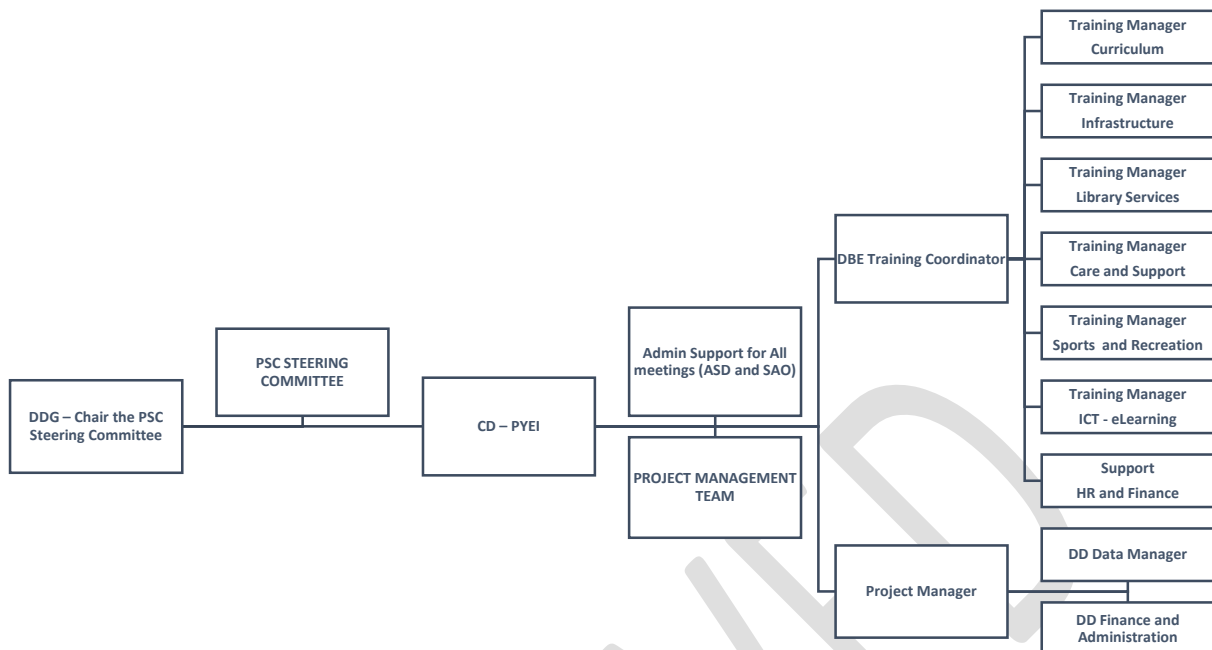 DDG – Chair the PSC
Steering Committee
PSC STEERING
COMMITTEE
CD – PYEI
Admin Support for All
meetings (ASD and SAO)
PROJECT MANAGEMENT
TEAM
DBE Training Coordinator
Training Manager
Curriculum
Training Manager
Infrastructure
Training Manager
Library Services
Training Manager
Care and Support
Training Manager
Sports and Recreation
Training Manager
ICT - eLearning
Support
HR and Finance
Project Manager
DD Data Manager
DD Finance and
Administration